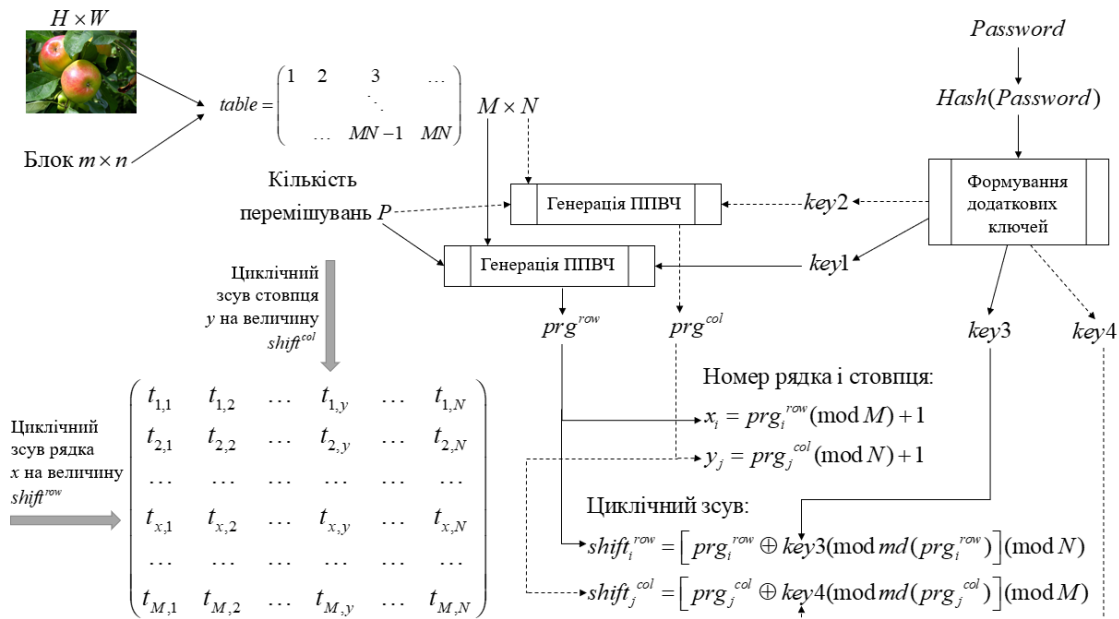 H × W
Блок m × n
table = ( 1 2 3 …
⋱
… MN −1 MN )
M × N
Password
Hash(Password)
Формування
додаткових
ключей
Кількість
перемішувань P
Генерація ППВЧ
key2
Генерація ППВЧ
key1
prg^row
prg^col
key3
key4
Циклічний
зсув стовпця
y на величину
shift^col
Циклічний
зсув рядка
x на величину
shift^row
t_1,1 t_1,2 … t_1,y … t_1,N
t_2,1 t_2,2 … t_2,y … t_2,N
… … … … … …
t_x,1 t_x,2 … t_x,y … t_x,N
… … … … … …
t_M,1 t_M,2 … t_M,y … t_M,N
Номер рядка і стовпця:
x_i = prg_i^row (mod M) + 1
y_j = prg_j^col (mod N) + 1
Циклічний зсув:
shift_i^row = [prg_i^row ⊕ key3(mod md(prg_i^row)](mod N)
shift_j^col = [prg_j^col ⊕ key4(mod md(prg_j^col)](mod M)